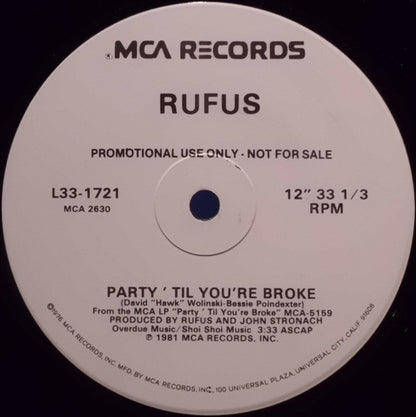 MCA RECORDS
RUFUS
PROMOTIONAL USE ONLY - NOT FOR SALE
L33-1721
MCA 2630
12" 33 1/3
RPM
PARTY ' TIL YOU'RE BROKE
(David "Hawk" Wolinski-Bessie Poindexter)
From the MCA LP "Party ' Til You're Broke" MCA-5159
PRODUCED BY RUFUS AND JOHN STRONACH
Overdue Music/Shoi Shoi Music 3:33 ASCAP
℗ 1981 MCA RECORDS, INC.
©1976 MCA RECORDS, INC. MFG. BY MCA RECORDS, INC., 100 UNIVERSAL PLAZA, UNIVERSAL CITY, CALIF. 91608